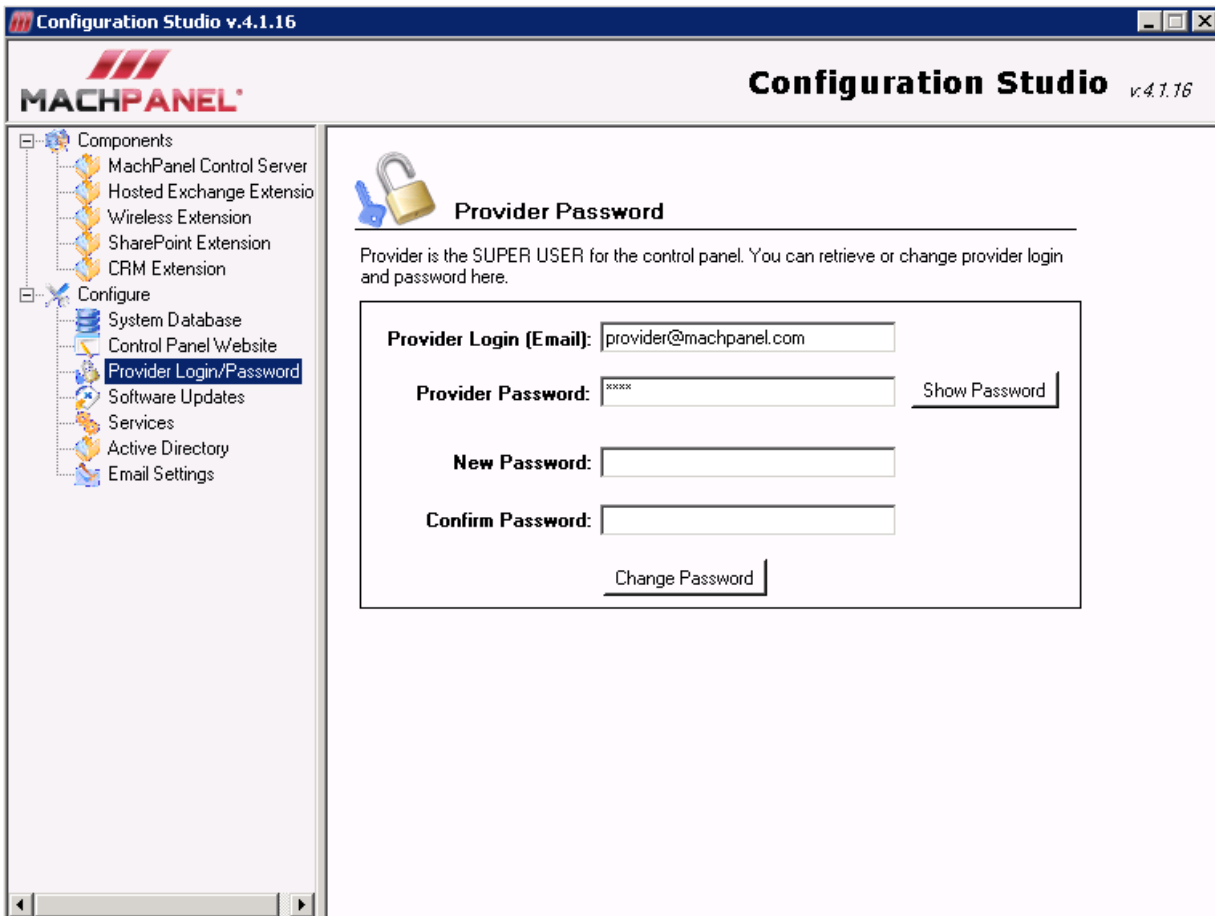 Configuration Studio v.4.1.16
MACHPANEL
Configuration Studio v.4.1.16
Components
MachPanel Control Server
Hosted Exchange Extensio
Wireless Extension
SharePoint Extension
CRM Extension
Configure
System Database
Control Panel Website
Provider Login/Password
Software Updates
Services
Active Directory
Email Settings
Provider Password
Provider is the SUPER USER for the control panel. You can retrieve or change provider login
and password here.
Provider Login (Email): provider@machpanel.com
Provider Password: **** Show Password
New Password:
Confirm Password:
Change Password